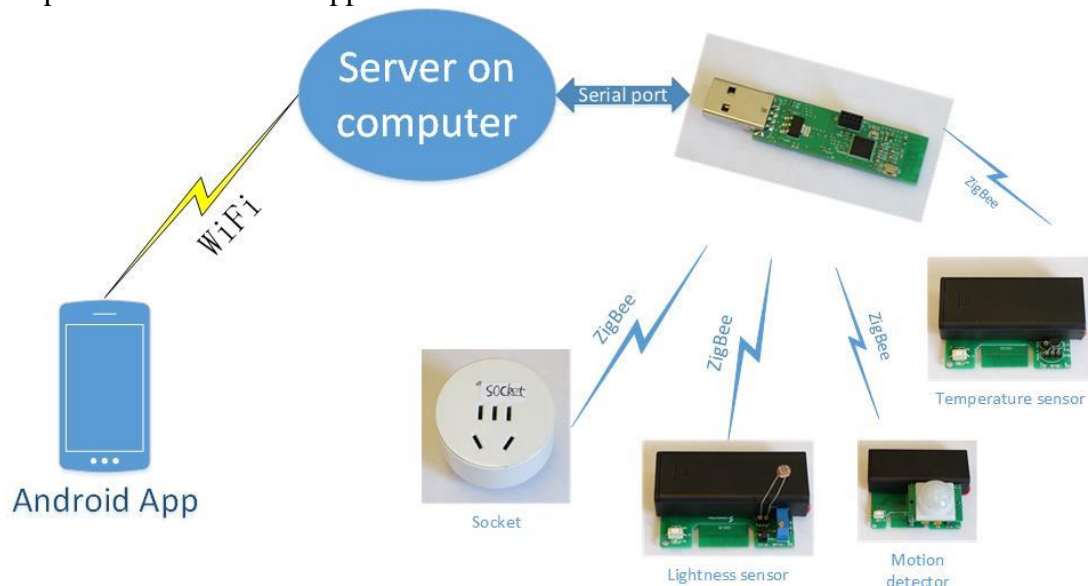 Server on
computer
Serial port
WiFi
ZigBee
ZigBee
ZigBee
ZigBee
socket
Android App
Socket
Lightness sensor
Motion
detector
Temperature sensor